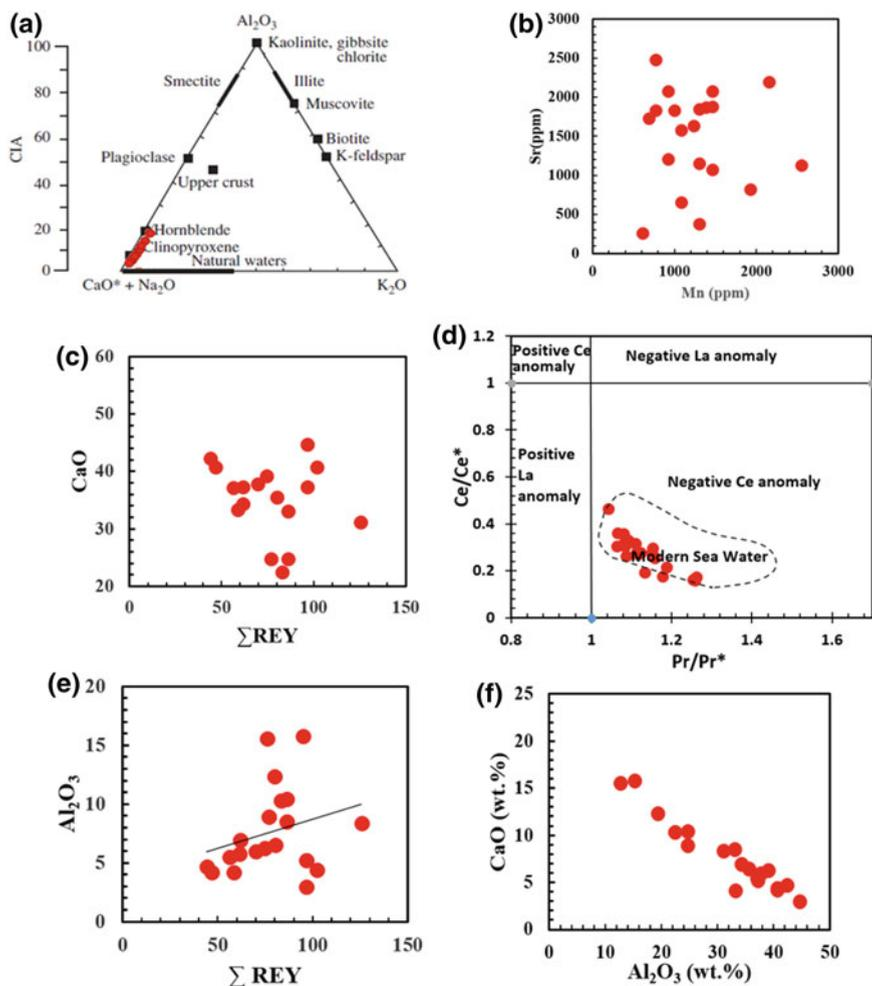 (a)
Al₂O₃
100
80
60
40
20
0
CIA
Kaolinite, gibbsite
chlorite
Smectite
Illite
Muscovite
Biotite
K-feldspar
Plagioclase
Upper crust
Hornblende
Clinopyroxene
Natural waters
CaO* + Na₂O
K₂O
(b)
3000
2500
2000
1500
1000
500
0
Sr(ppm)
0 1000 2000 3000
Mn (ppm)
(c)
60
50
40
30
20
CaO
0 50 100 150
∑REY
(d)
1.2
1
0.8
0.6
0.4
0.2
0
Ce/Ce*
Positive Ce
anomaly
Negative La anomaly
Positive
La
anomaly
Negative Ce anomaly
Modern Sea Water
0.8 1 1.2 1.4 1.6
Pr/Pr*
(e)
20
15
10
5
0
Al₂O₃
0 50 100 150
∑ REY
(f)
25
20
15
10
5
0
CaO (wt.%)
0 10 20 30 40 50
Al₂O₃ (wt.%)